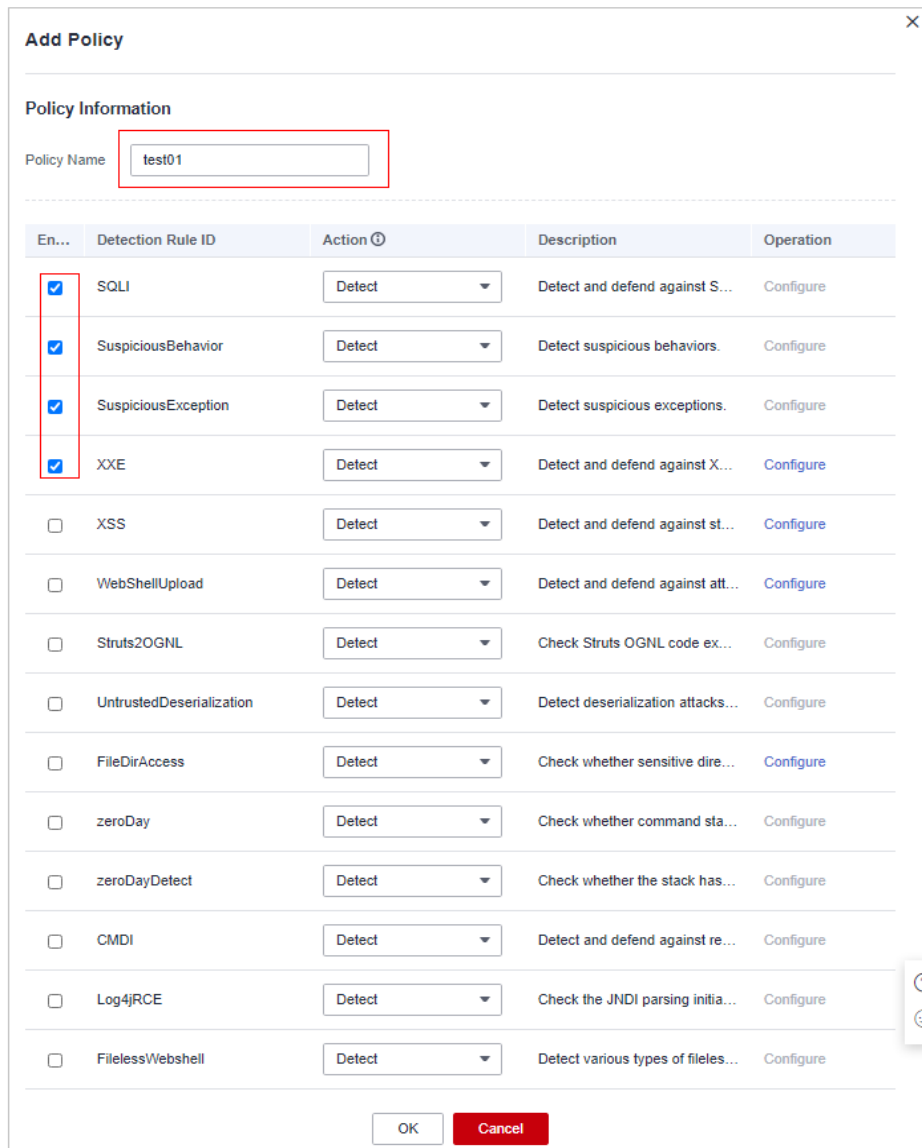 Add Policy
Policy Information
Policy Name test01
En... Detection Rule ID Action Description Operation
SQLI Detect Detect and defend against S... Configure
SuspiciousBehavior Detect Detect suspicious behaviors. Configure
SuspiciousException Detect Detect suspicious exceptions. Configure
XXE Detect Detect and defend against X... Configure
XSS Detect Detect and defend against st... Configure
WebShellUpload Detect Detect and defend against att... Configure
Struts2OGNL Detect Check Struts OGNL code ex... Configure
UntrustedDeserialization Detect Detect deserialization attacks... Configure
FileDirAccess Detect Check whether sensitive dire... Configure
zeroDay Detect Check whether command sta... Configure
zeroDayDetect Detect Check whether the stack has... Configure
CMDI Detect Detect and defend against re... Configure
Log4jRCE Detect Check the JNDI parsing initia... Configure
FilelessWebshell Detect Detect various types of fileles... Configure
OK Cancel